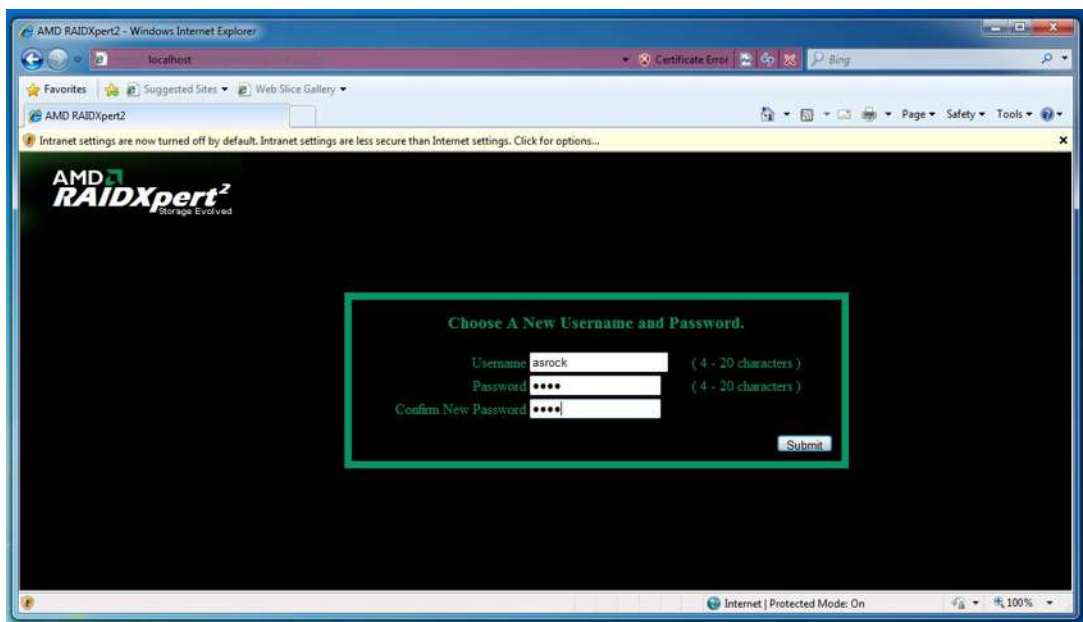 AMD RAIDXpert2 - Windows Internet Explorer
localhost
Certificate Error
Bing
Favorites
Suggested Sites
Web Slice Gallery
AMD RAIDXpert2
Page
Safety
Tools
Intranet settings are now turned off by default. Intranet settings are less secure than Internet settings. Click for options...
AMD
RAIDXpert2
Storage Evolved
Choose A New Username and Password.
Username asrock ( 4 - 20 characters )
Password •••• ( 4 - 20 characters )
Confirm New Password ••••
Submit
Internet | Protected Mode: On
100%